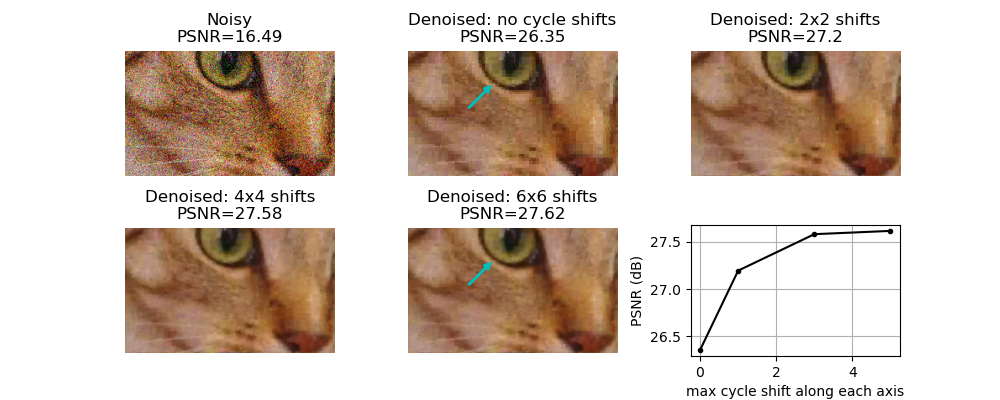 Noisy
PSNR=16.49
Denoised: no cycle shifts
PSNR=26.35
Denoised: 2x2 shifts
PSNR=27.2
Denoised: 4x4 shifts
PSNR=27.58
Denoised: 6x6 shifts
PSNR=27.62
PSNR (dB)
27.5
27.0
26.5
0 2 4
max cycle shift along each axis